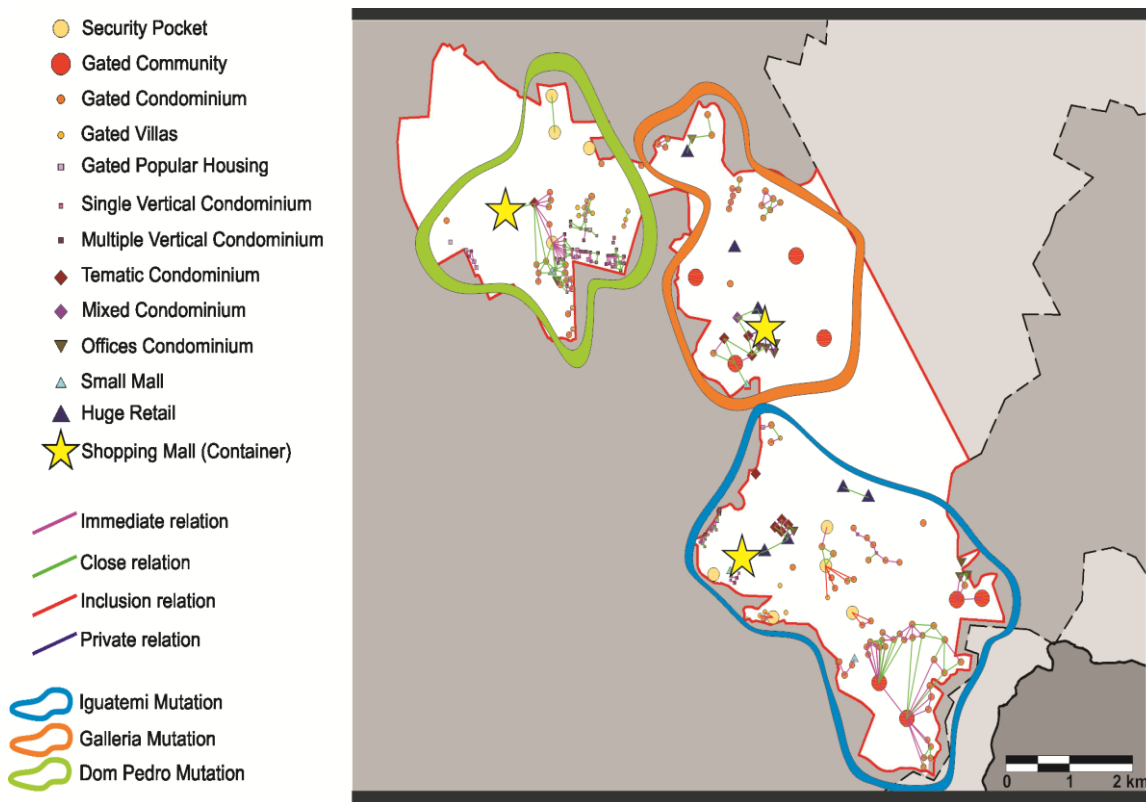 Security Pocket
Gated Community
Gated Condominium
Gated Villas
Gated Popular Housing
Single Vertical Condominium
Multiple Vertical Condominium
Tematic Condominium
Mixed Condominium
Offices Condominium
Small Mall
Huge Retail
Shopping Mall (Container)
Immediate relation
Close relation
Inclusion relation
Private relation
Iguatemi Mutation
Galleria Mutation
Dom Pedro Mutation
0 1 2 km